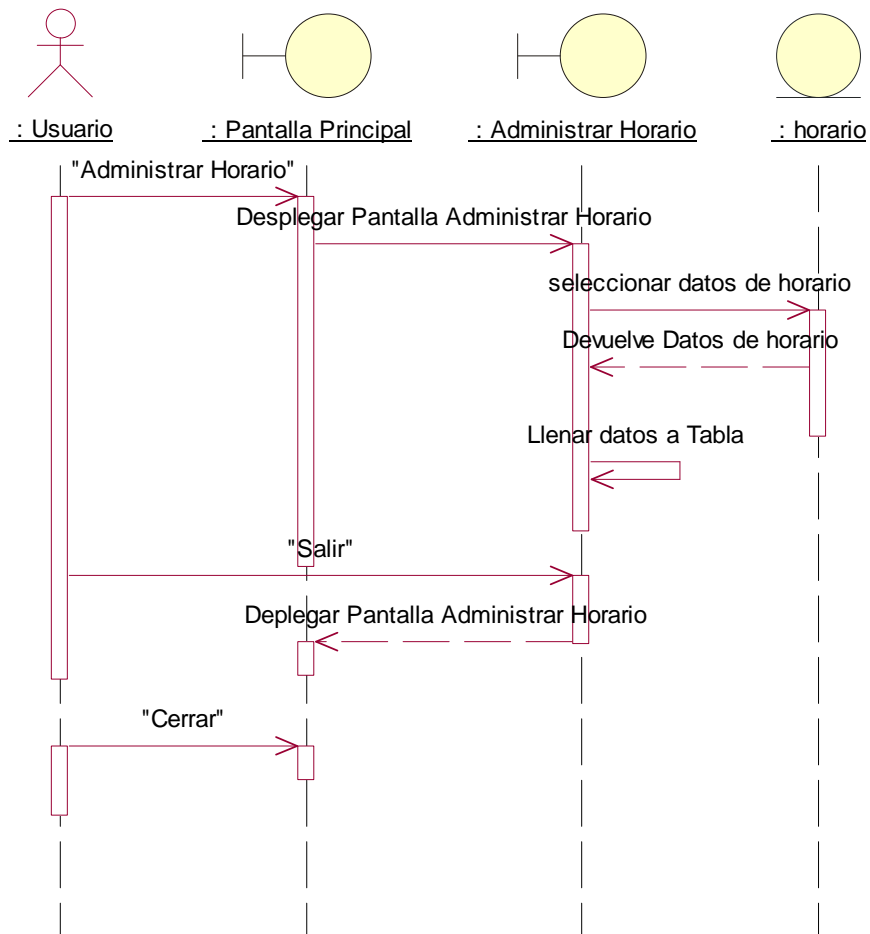 : Usuario
: Pantalla Principal
: Administrar Horario
: horario
"Administrar Horario"
Desplegar Pantalla Administrar Horario
seleccionar datos de horario
Devuelve Datos de horario
Llenar datos a Tabla
"Salir"
Deplegar Pantalla Administrar Horario
"Cerrar"